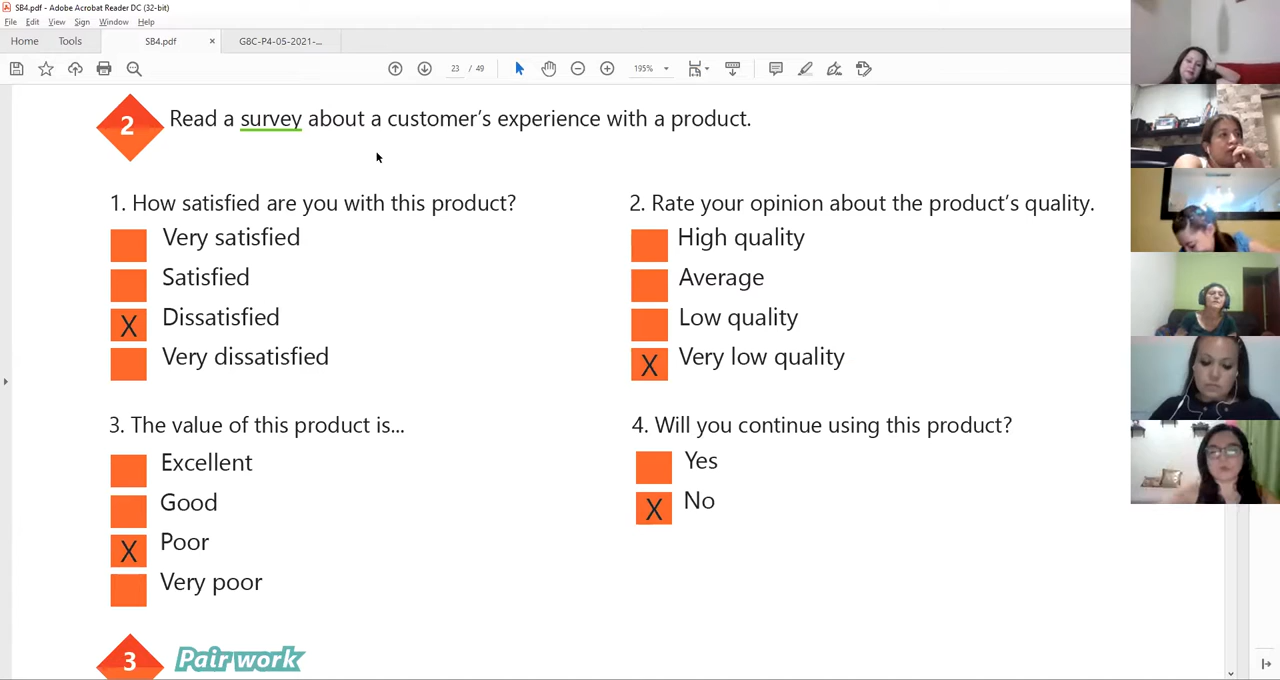 SB4.pdf - Adobe Acrobat Reader DC (32-bit)
File Edit View Sign Window Help
Home Tools SB4.pdf × G8C-P4-05-2021-...
23 / 49 195%
2 Read a survey about a customer's experience with a product.
1. How satisfied are you with this product?
Very satisfied
Satisfied
X Dissatisfied
Very dissatisfied
2. Rate your opinion about the product's quality.
High quality
Average
Low quality
X Very low quality
3. The value of this product is...
Excellent
Good
X Poor
Very poor
4. Will you continue using this product?
Yes
X No
3 Pair work